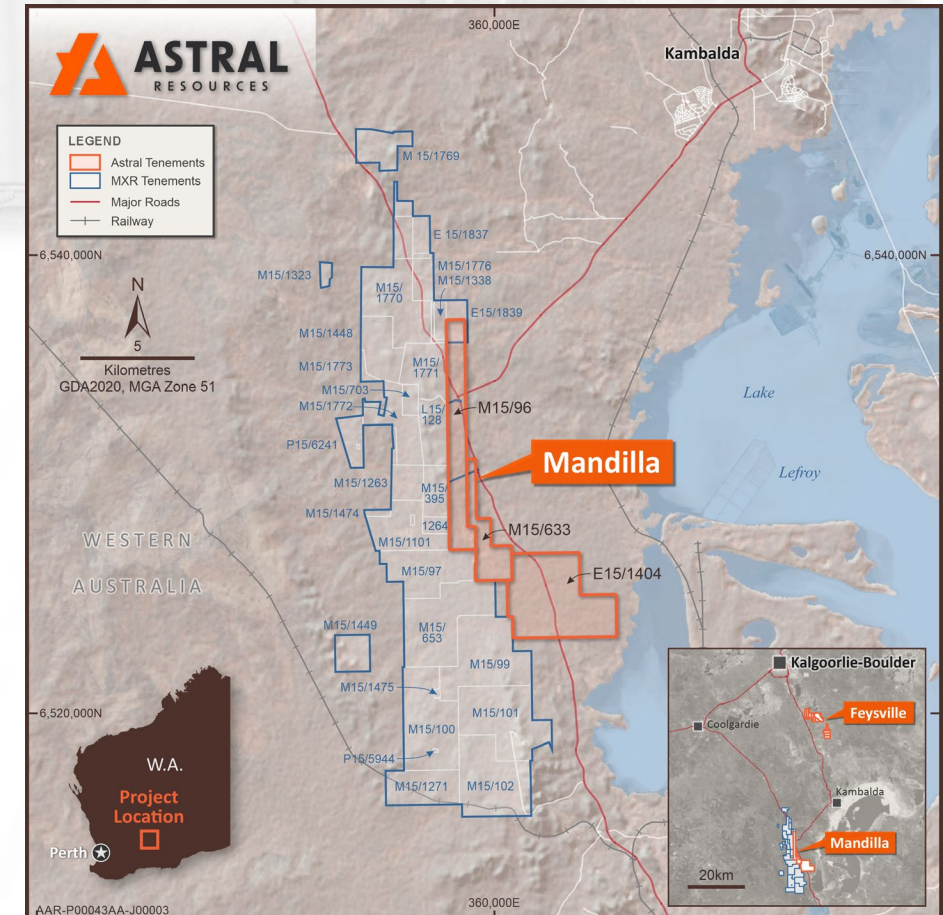 360,000E
Kambalda
ASTRAL
RESOURCES
LEGEND
Astral Tenements
MXR Tenements
Major Roads
Railway
M 15/1769
E 15/1837
6,540,000N
6,540,000N
M15/1323
M15/1776
M15/1338
M15/
1770
N
E15/1839
5
Kilometres
GDA2020, MGA Zone 51
M15/1448
M15/1773
M15/
1771
M15/703
M15/1772
L15/
128
M15/96
Lake
Lefroy
P15/6241
Mandilla
M15/1263
M15/
395
M15/1474
1264
M15/633
M15/1101
WESTERN
AUSTRALIA
M15/97
E15/1404
M15/1449
M15/
653
M15/99
M15/1475
6,520,000N
M15/101
M15/100
P15/5944
M15/1271
M15/102
W.A.
Project
Location
Perth
Kalgoorlie-Boulder
Feysville
Coolgardie
Kambalda
Mandilla
20km
AAR-P00043AA-J00003
360,000E